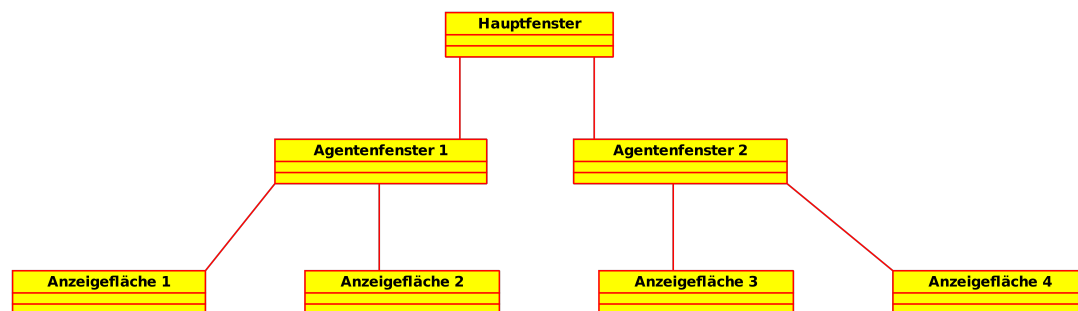 Hauptfenster
Agentenfenster 1
Agentenfenster 2
Anzeigefläche 1
Anzeigefläche 2
Anzeigefläche 3
Anzeigefläche 4